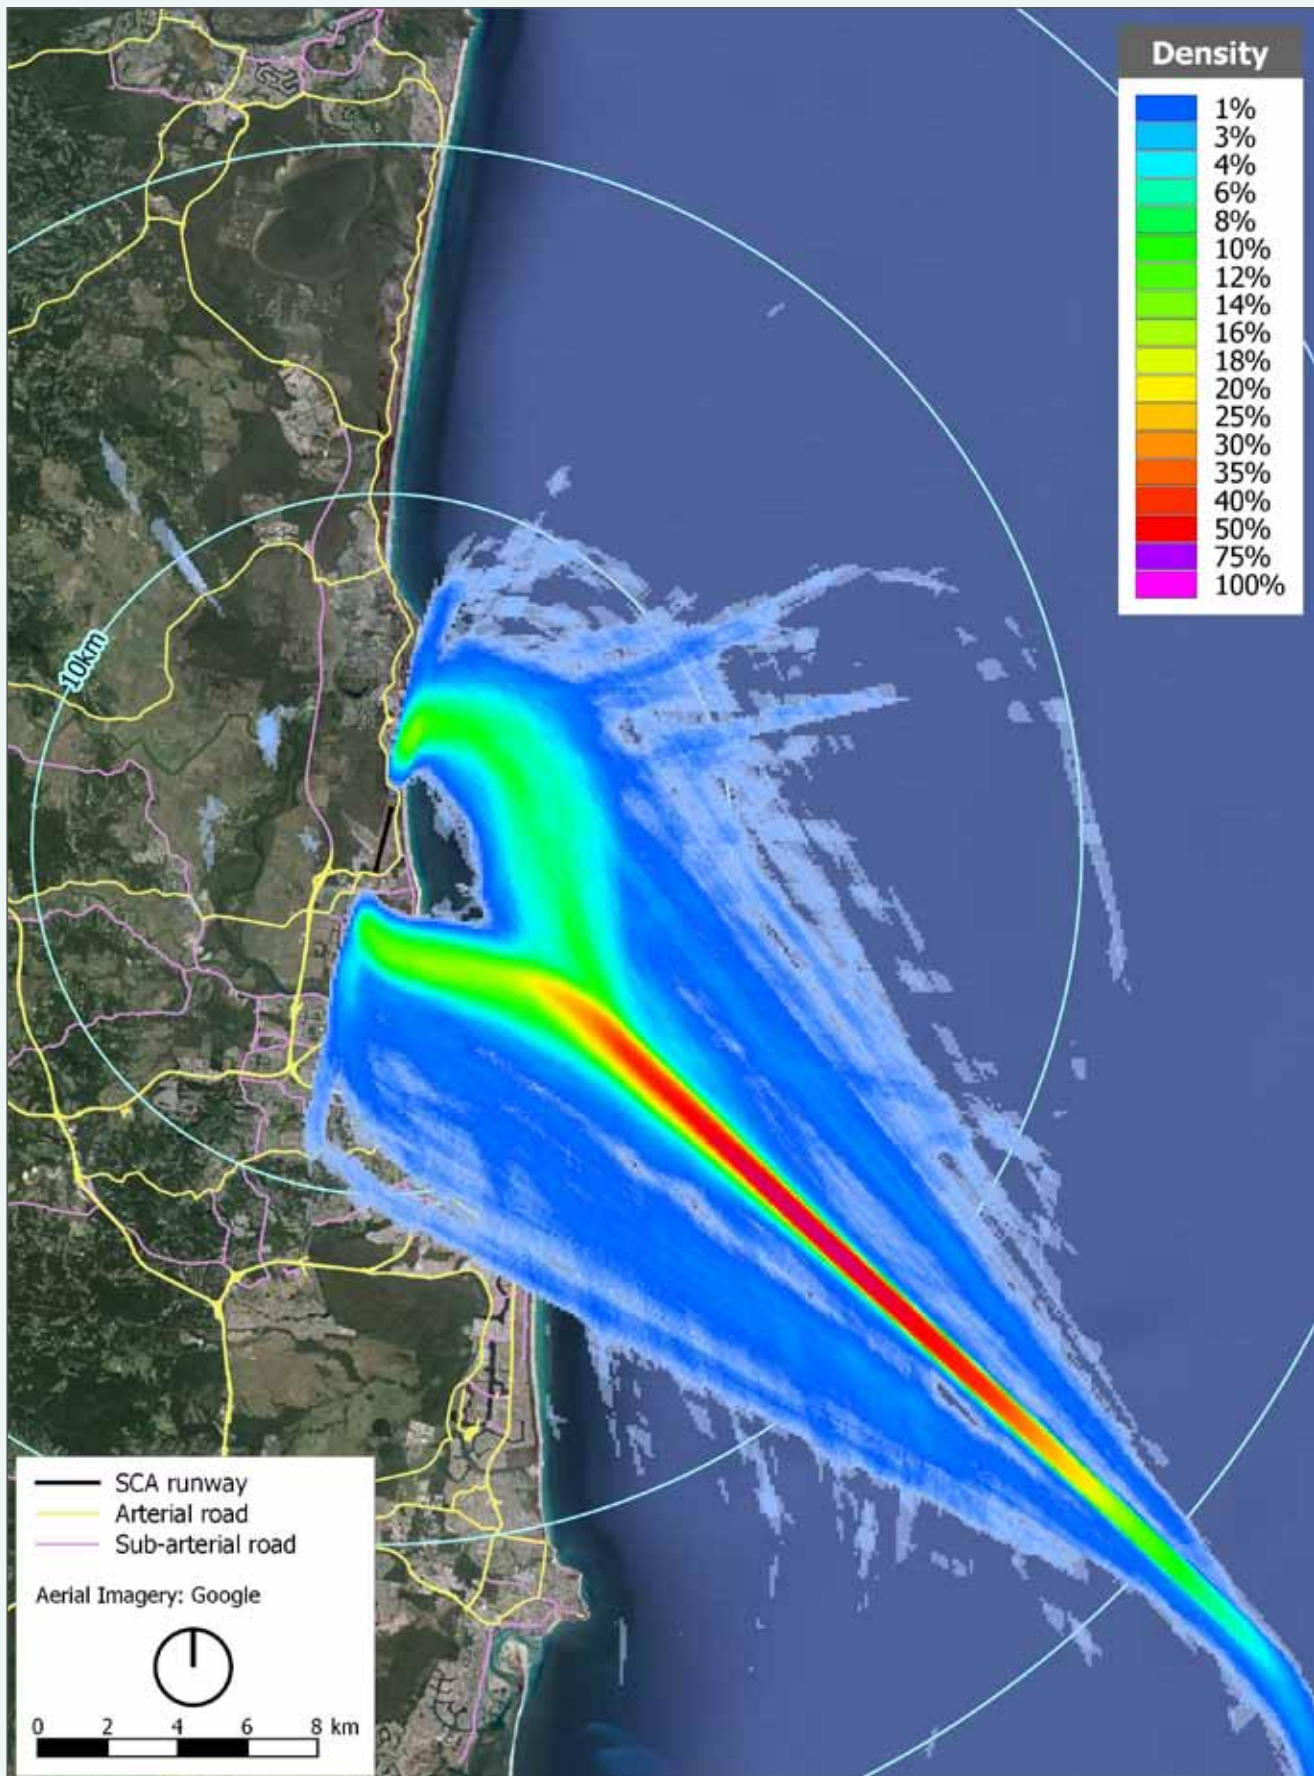 Density
1%
3%
4%
6%
8%
10%
12%
14%
16%
18%
20%
25%
30%
35%
40%
50%
75%
100%
10km
SCA runway
Arterial road
Sub-arterial road
Aerial Imagery: Google
0 2 4 6 8 km